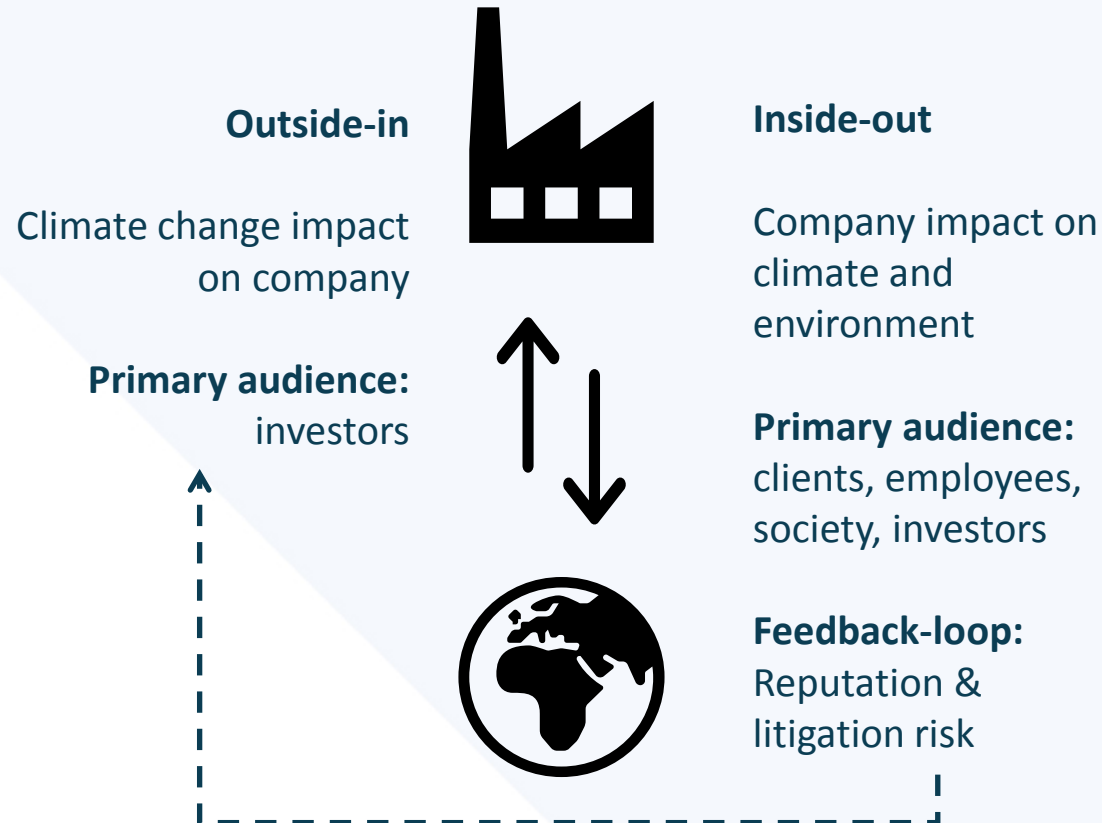 Outside-in
Climate change impact
on company
Primary audience:
investors
Inside-out
Company impact on
climate and
environment
Primary audience:
clients, employees,
society, investors
Feedback-loop:
Reputation &
litigation risk